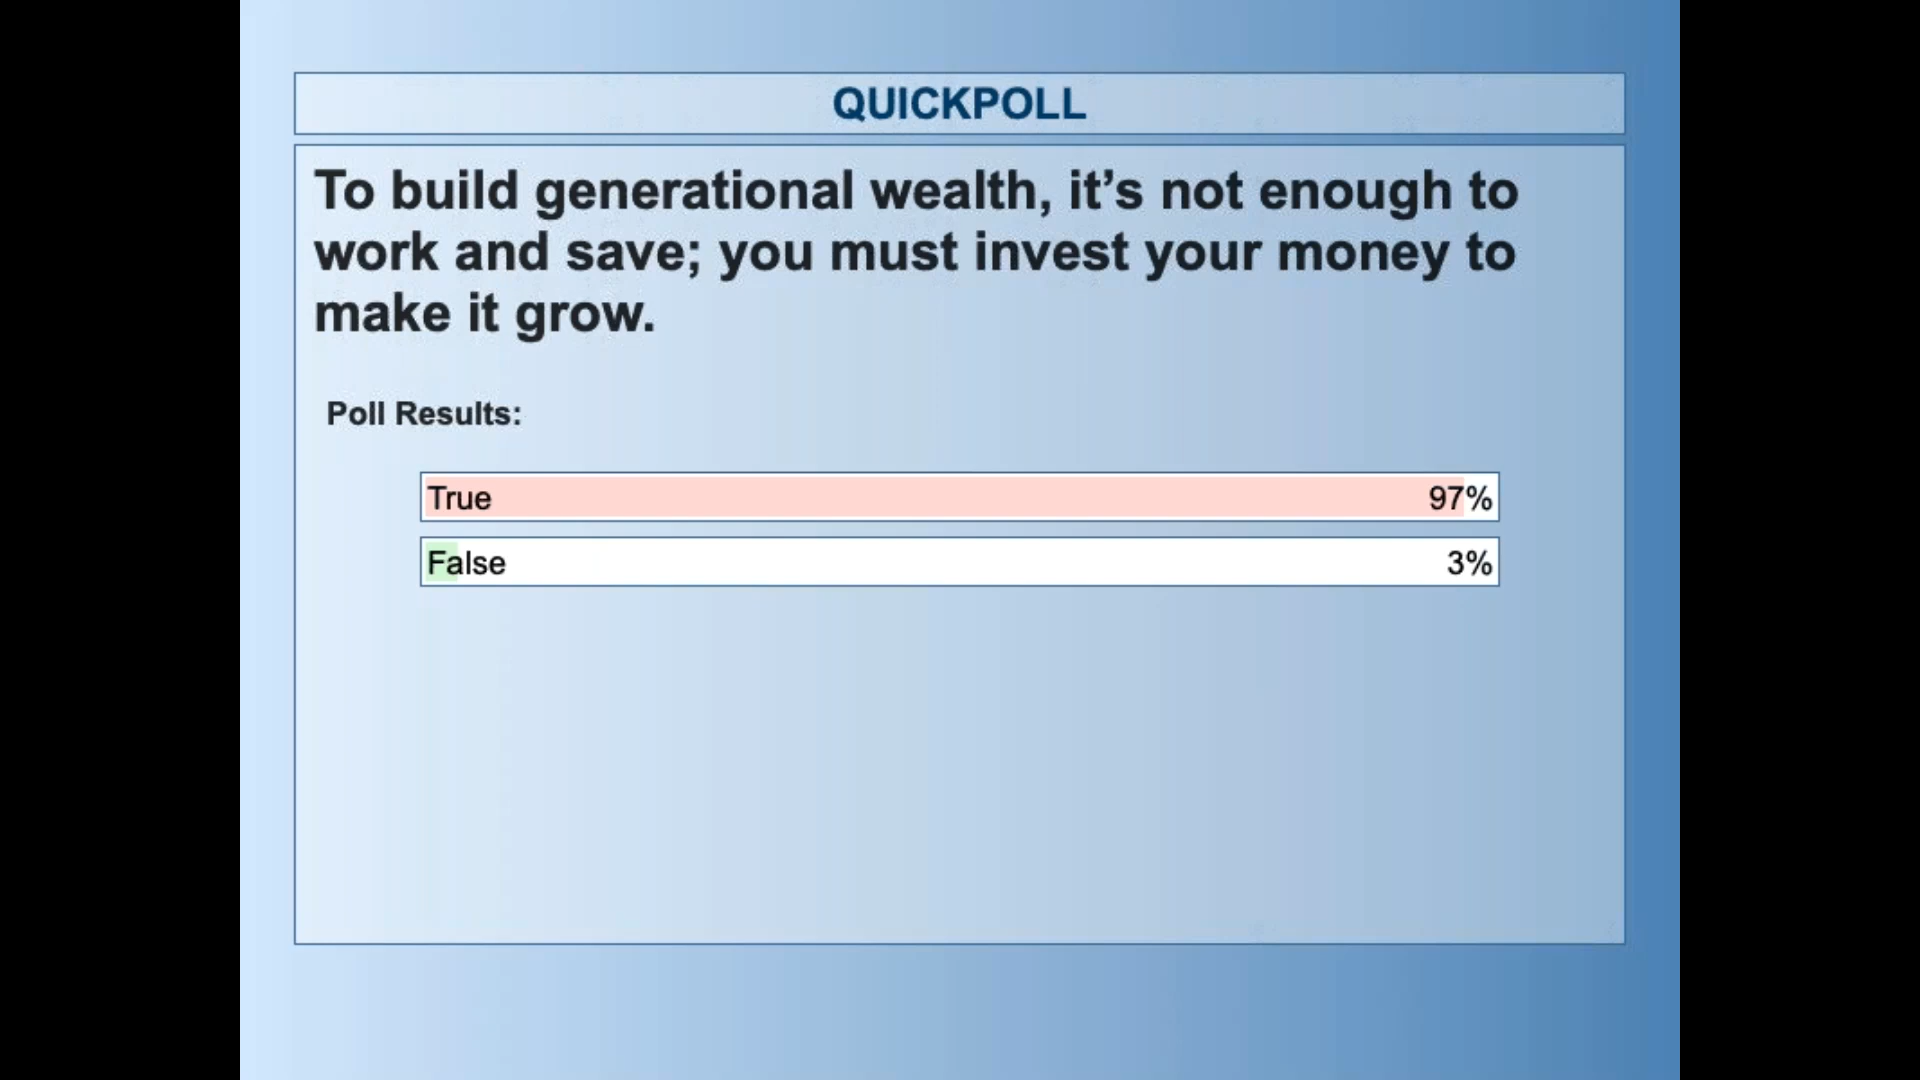 QUICKPOLL
To build generational wealth, it’s not enough to
work and save; you must invest your money to
make it grow.
Poll Results:
True 97%
False 3%